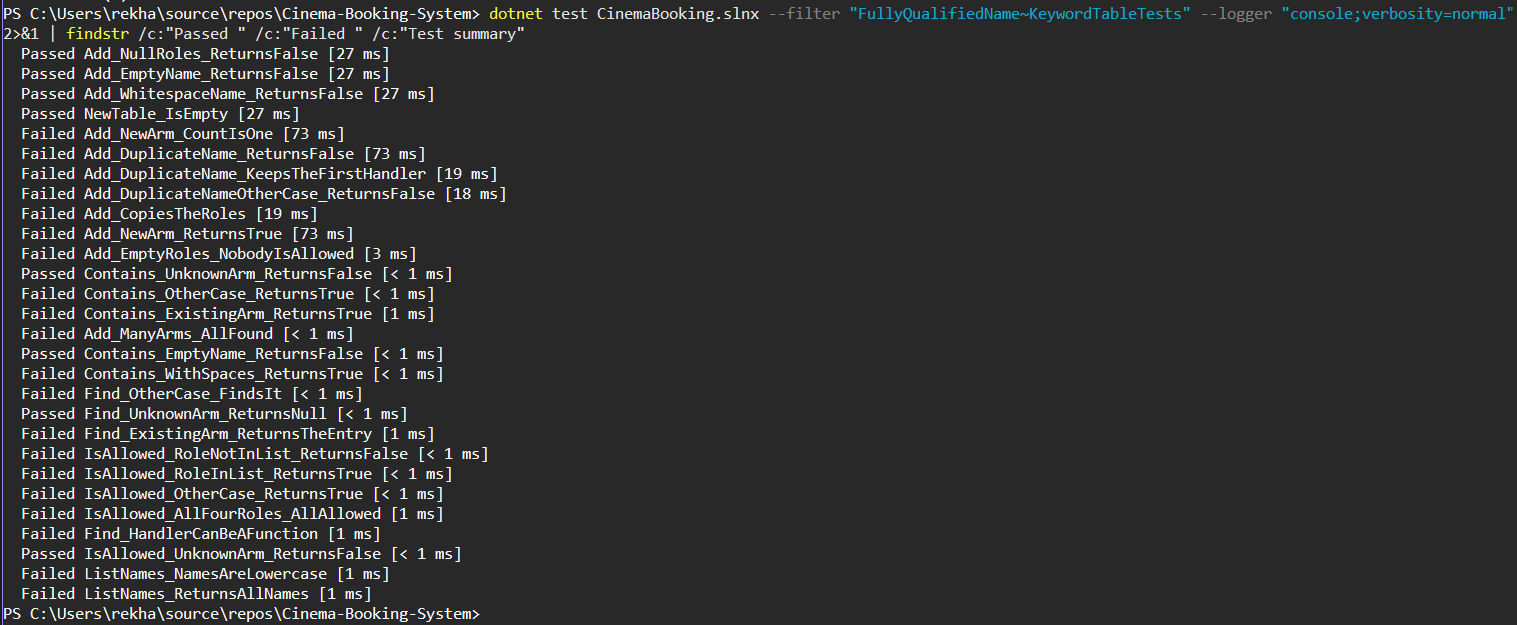 PS C:\Users\rekha\source\repos\Cinema-Booking-System> dotnet test CinemaBooking.slnx --filter "FullyQualifiedName~KeywordTableTests" --logger "console;verbosity=normal"
2>&1 | findstr /c:"Passed " /c:"Failed " /c:"Test summary"
Passed Add_NullRoles_ReturnsFalse [27 ms]
Passed Add_EmptyName_ReturnsFalse [27 ms]
Passed Add_WhitespaceName_ReturnsFalse [27 ms]
Passed NewTable_IsEmpty [27 ms]
Failed Add_NewArm_CountIsOne [73 ms]
Failed Add_DuplicateName_ReturnsFalse [73 ms]
Failed Add_DuplicateName_KeepsTheFirstHandler [19 ms]
Failed Add_DuplicateNameOtherCase_ReturnsFalse [18 ms]
Failed Add_CopiesTheRoles [19 ms]
Failed Add_NewArm_ReturnsTrue [73 ms]
Failed Add_EmptyRoles_NobodyIsAllowed [3 ms]
Passed Contains_UnknownArm_ReturnsFalse [< 1 ms]
Failed Contains_OtherCase_ReturnsTrue [< 1 ms]
Failed Contains_ExistingArm_ReturnsTrue [1 ms]
Failed Add_ManyArms_AllFound [< 1 ms]
Passed Contains_EmptyName_ReturnsFalse [< 1 ms]
Failed Contains_WithSpaces_ReturnsTrue [< 1 ms]
Failed Find_OtherCase_FindsIt [< 1 ms]
Passed Find_UnknownArm_ReturnsNull [< 1 ms]
Failed Find_ExistingArm_ReturnsTheEntry [1 ms]
Failed IsAllowed_RoleNotInList_ReturnsFalse [< 1 ms]
Failed IsAllowed_RoleInList_ReturnsTrue [< 1 ms]
Failed IsAllowed_OtherCase_ReturnsTrue [< 1 ms]
Failed IsAllowed_AllFourRoles_AllAllowed [1 ms]
Failed Find_HandlerCanBeAFunction [1 ms]
Passed IsAllowed_UnknownArm_ReturnsFalse [< 1 ms]
Failed ListNames_NamesAreLowercase [1 ms]
Failed ListNames_ReturnsAllNames [1 ms]
PS C:\Users\rekha\source\repos\Cinema-Booking-System>